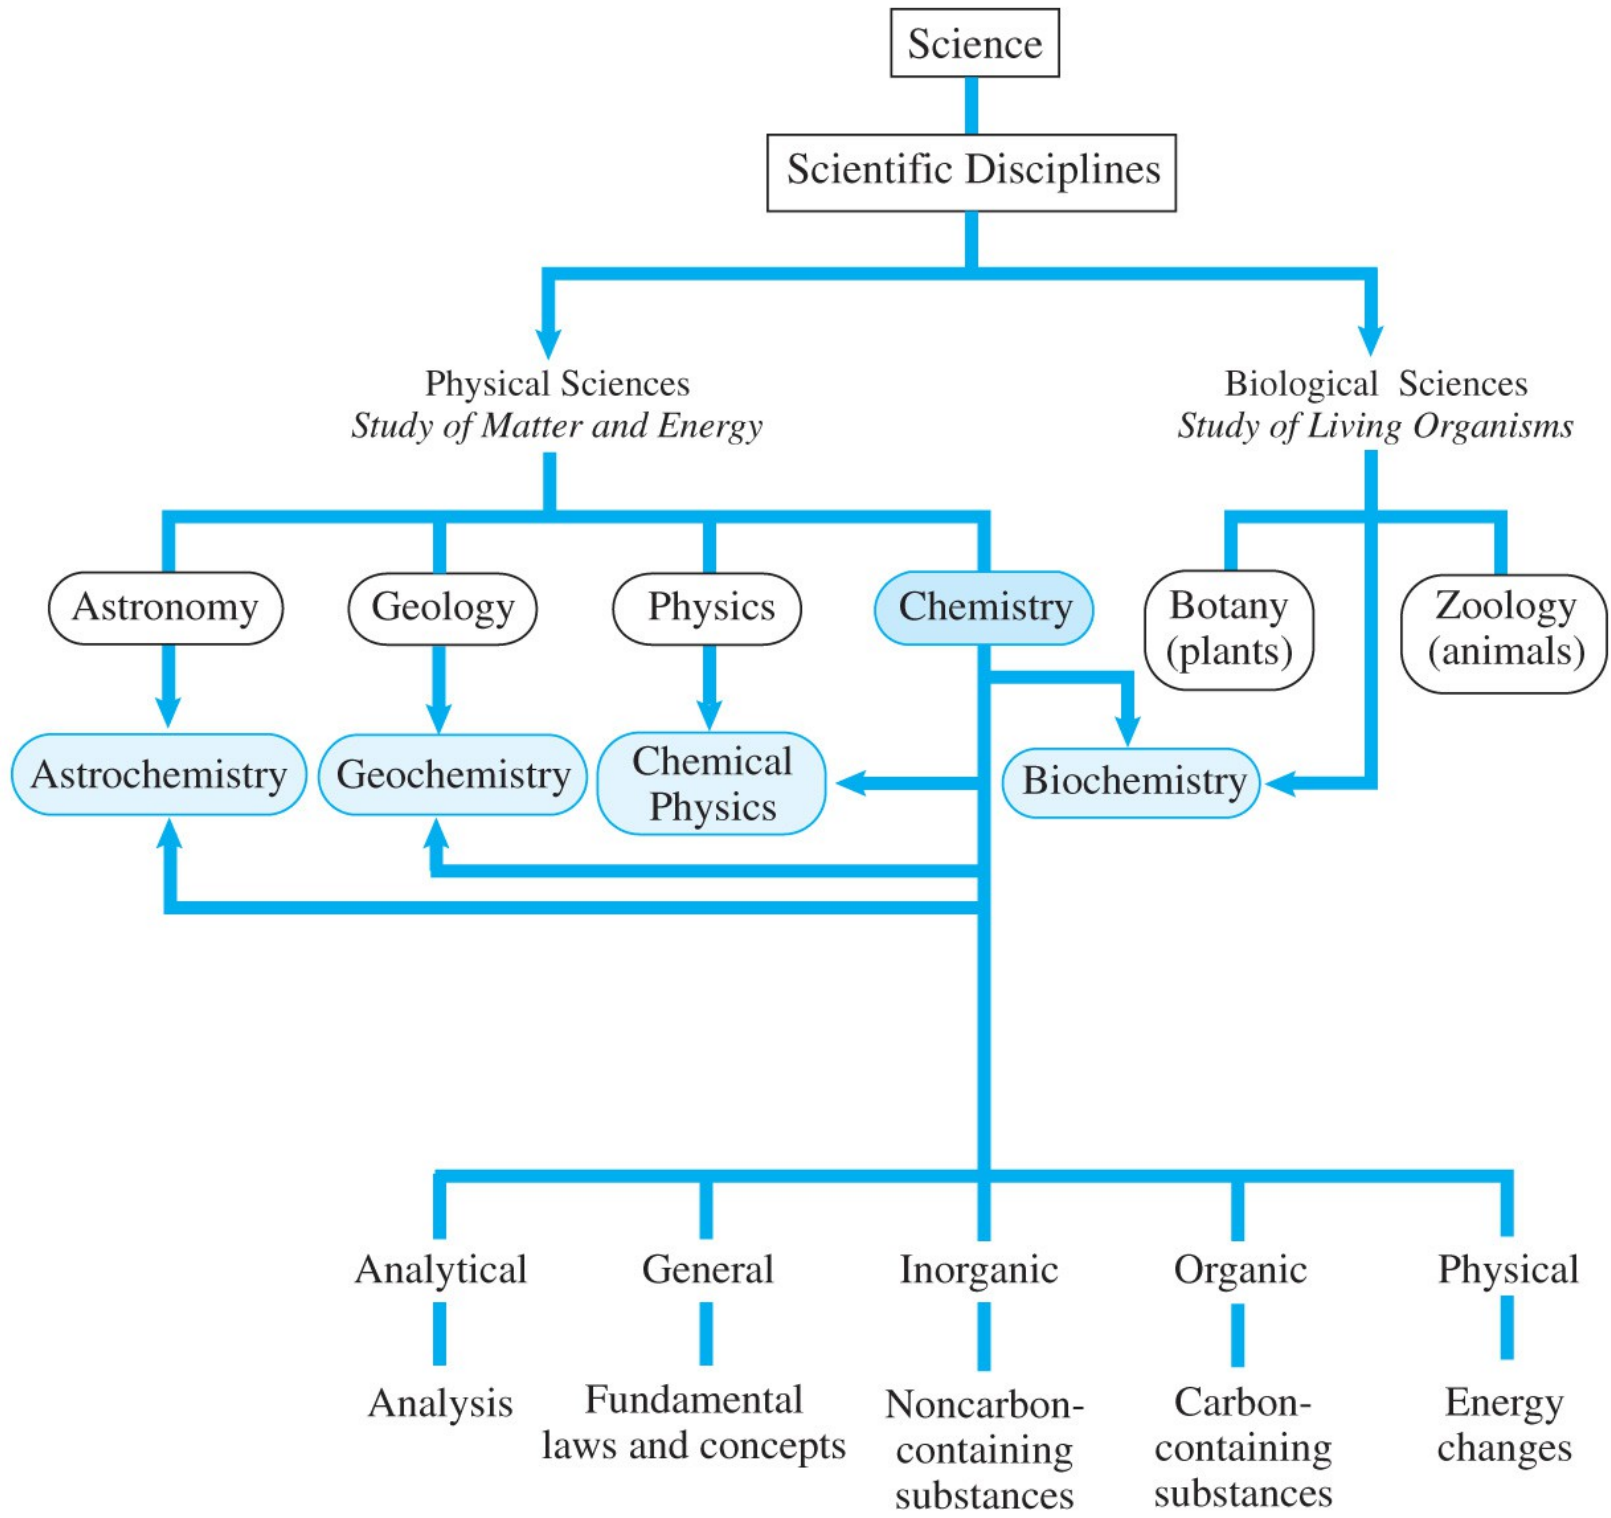 Science
Scientific Disciplines
Physical Sciences
Study of Matter and Energy
Biological Sciences
Study of Living Organisms
Astronomy
Geology
Physics
Chemistry
Botany
(plants)
Zoology
(animals)
Astrochemistry
Geochemistry
Chemical
Physics
Biochemistry
Analytical
General
Inorganic
Organic
Physical
Analysis
Fundamental
laws and concepts
Noncarbon-
containing
substances
Carbon-
containing
substances
Energy
changes